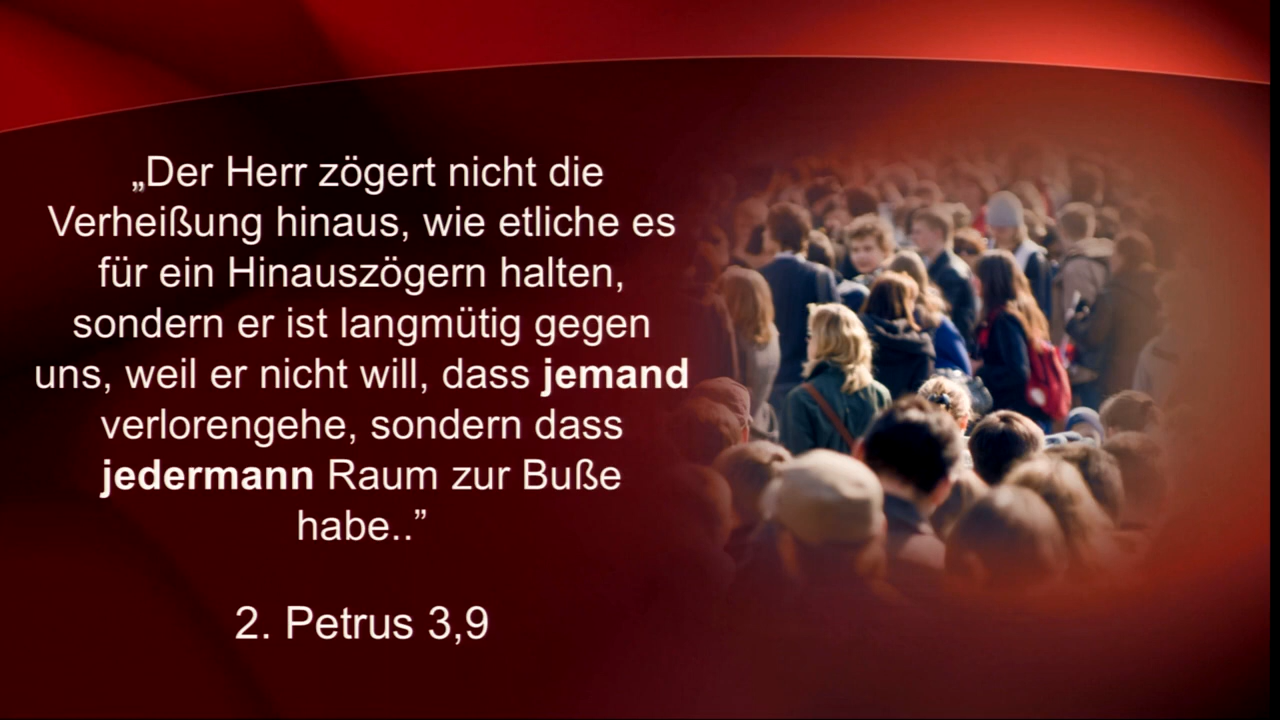 „Der Herr zögert nicht die
Verheißung hinaus, wie etliche es
für ein Hinauszögern halten,
sondern er ist langmütig gegen
uns, weil er nicht will, dass jemand
verlorengehe, sondern dass
jedermann Raum zur Buße
habe..”
2. Petrus 3,9